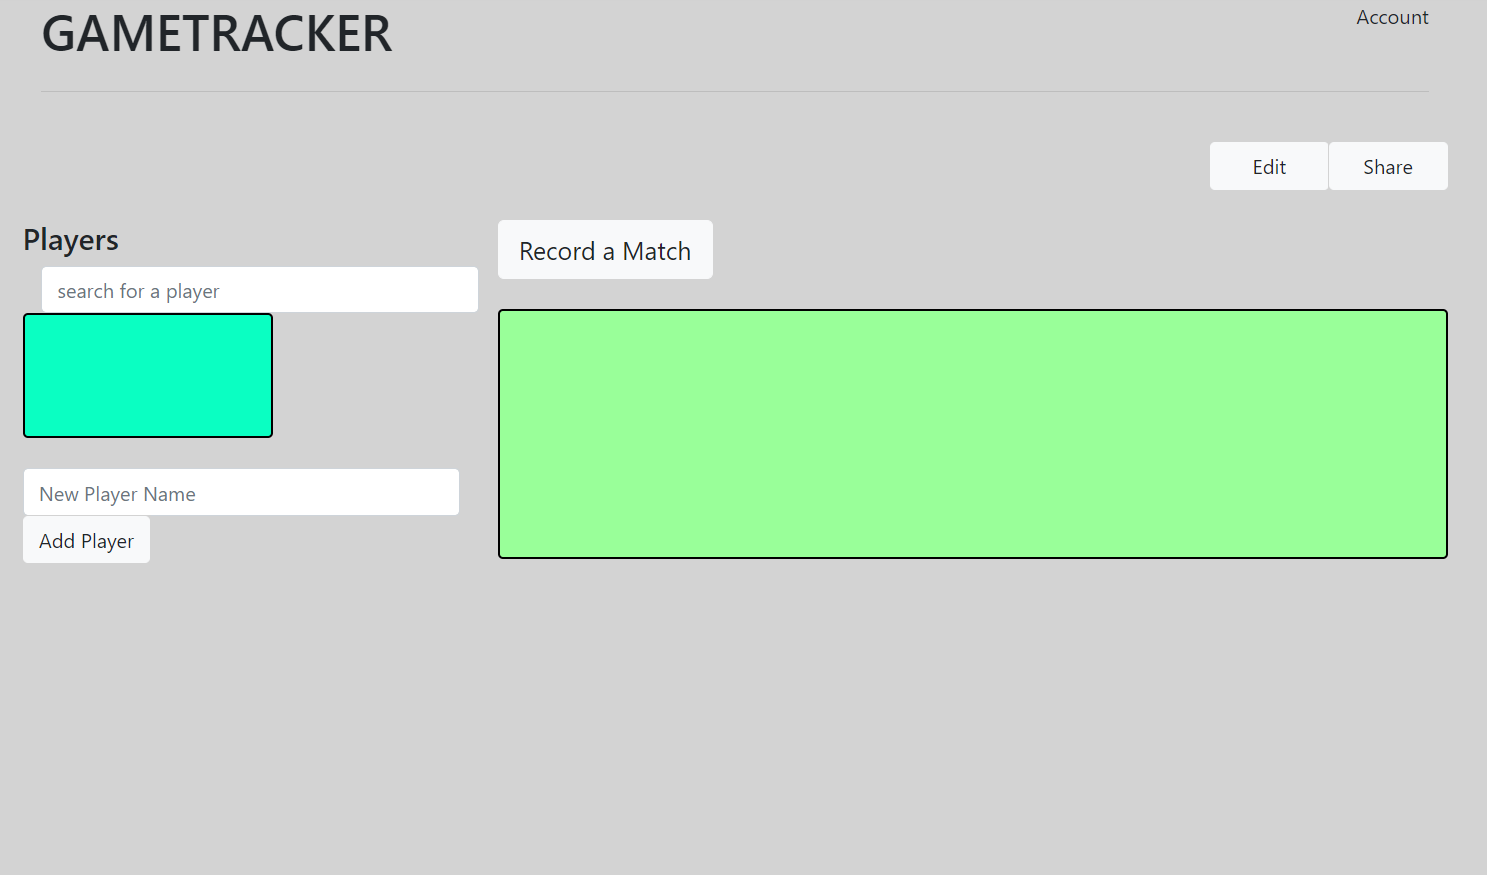 GAMETRACKER
Account
Edit
Share
Players
Record a Match
search for a player
New Player Name
Add Player